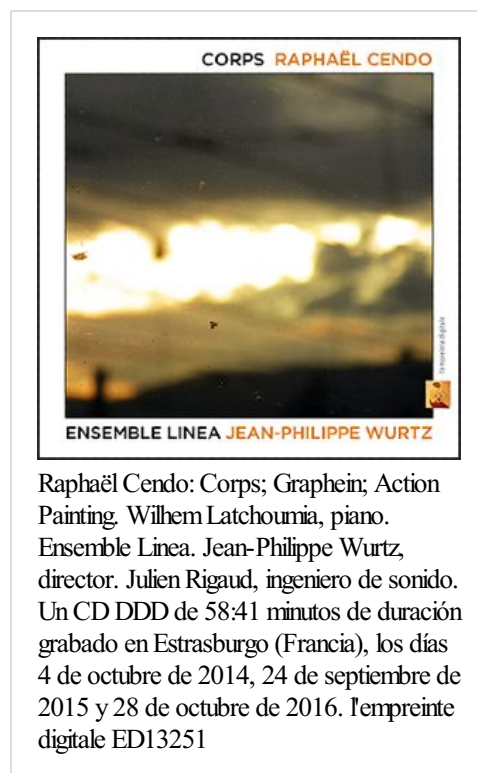 CORPS RAPHAËL CENDO
l'empreinte digitale
ENSEMBLE LINEA JEAN-PHILIPPE WURTZ
Raphaël Cendo: Corps; Graphein; Action
Painting. Wilhem Latchoumia, piano.
Ensemble Linea. Jean-Philippe Wurtz,
director. Julien Rigaud, ingeniero de sonido.
Un CD DDD de 58:41 minutos de duración
grabado en Estrasburgo (Francia), los días
4 de octubre de 2014, 24 de septiembre de
2015 y 28 de octubre de 2016. l'empreinte
digitale ED13251